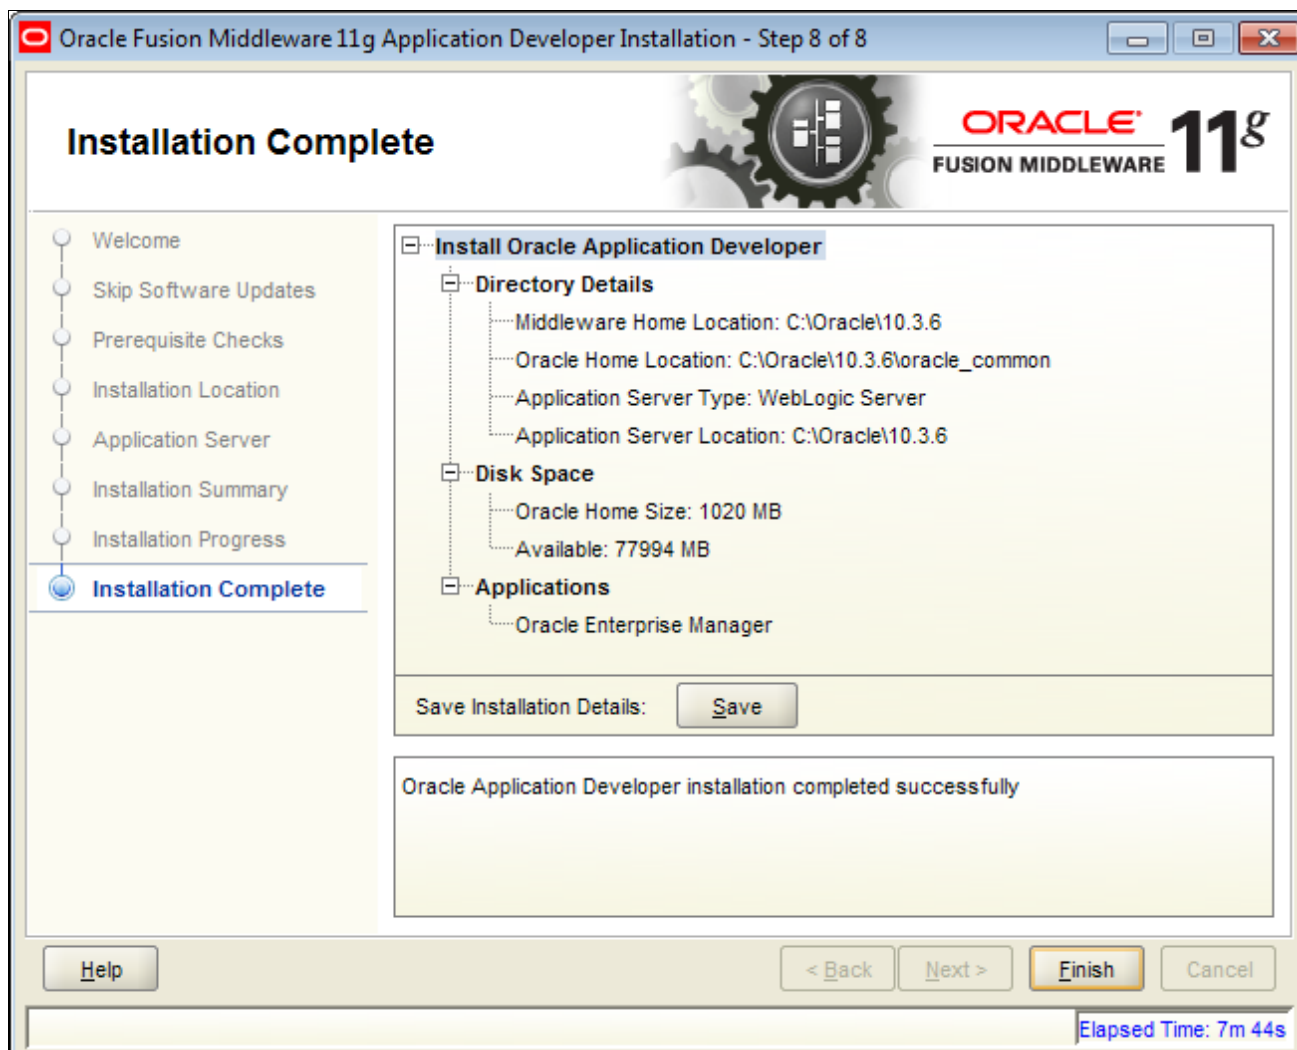 Oracle Fusion Middleware 11g Application Developer Installation - Step 8 of 8
Installation Complete
ORACLE
FUSION MIDDLEWARE
11g
Welcome
Skip Software Updates
Prerequisite Checks
Installation Location
Application Server
Installation Summary
Installation Progress
Installation Complete
Install Oracle Application Developer
Directory Details
Middleware Home Location: C:\Oracle\10.3.6
Oracle Home Location: C:\Oracle\10.3.6\oracle_common
Application Server Type: WebLogic Server
Application Server Location: C:\Oracle\10.3.6
Disk Space
Oracle Home Size: 1020 MB
Available: 77994 MB
Applications
Oracle Enterprise Manager
Save Installation Details: Save
Oracle Application Developer installation completed successfully
Help < Back Next > Finish Cancel
Elapsed Time: 7m 44s